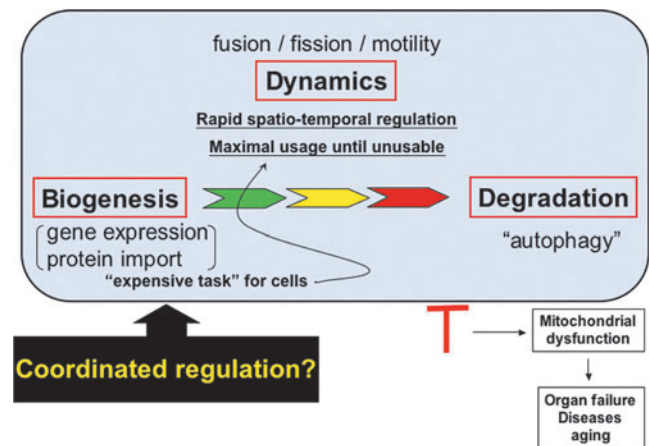 fusion / fission / motility
Dynamics
Rapid spatio-temporal regulation
Maximal usage until unusable
Biogenesis
gene expression
protein import
"expensive task" for cells
Degradation
"autophagy"
Coordinated regulation?
Mitochondrial
dysfunction
Organ failure
Diseases
aging